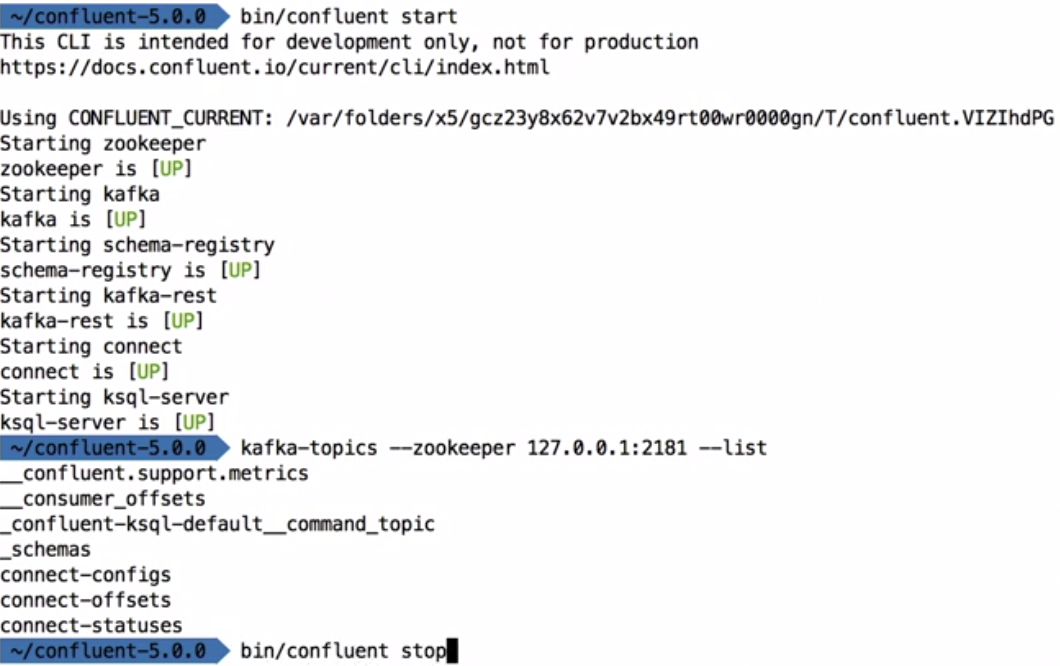 ~/confluent-5.0.0 bin/confluent start
This CLI is intended for development only, not for production
https://docs.confluent.io/current/cli/index.html
Using CONFLUENT_CURRENT: /var/folders/x5/gcz23y8x62v7v2bx49rt00wr0000gn/T/confluent.VIZIhdPG
Starting zookeeper
zookeeper is [UP]
Starting kafka
kafka is [UP]
Starting schema-registry
schema-registry is [UP]
Starting kafka-rest
kafka-rest is [UP]
Starting connect
connect is [UP]
Starting ksql-server
ksql-server is [UP]
~/confluent-5.0.0 kafka-topics --zookeeper 127.0.0.1:2181 --list
__confluent.support.metrics
__consumer_offsets
_confluent-ksql-default__command_topic
_schemas
connect-configs
connect-offsets
connect-statuses
~/confluent-5.0.0 bin/confluent stop